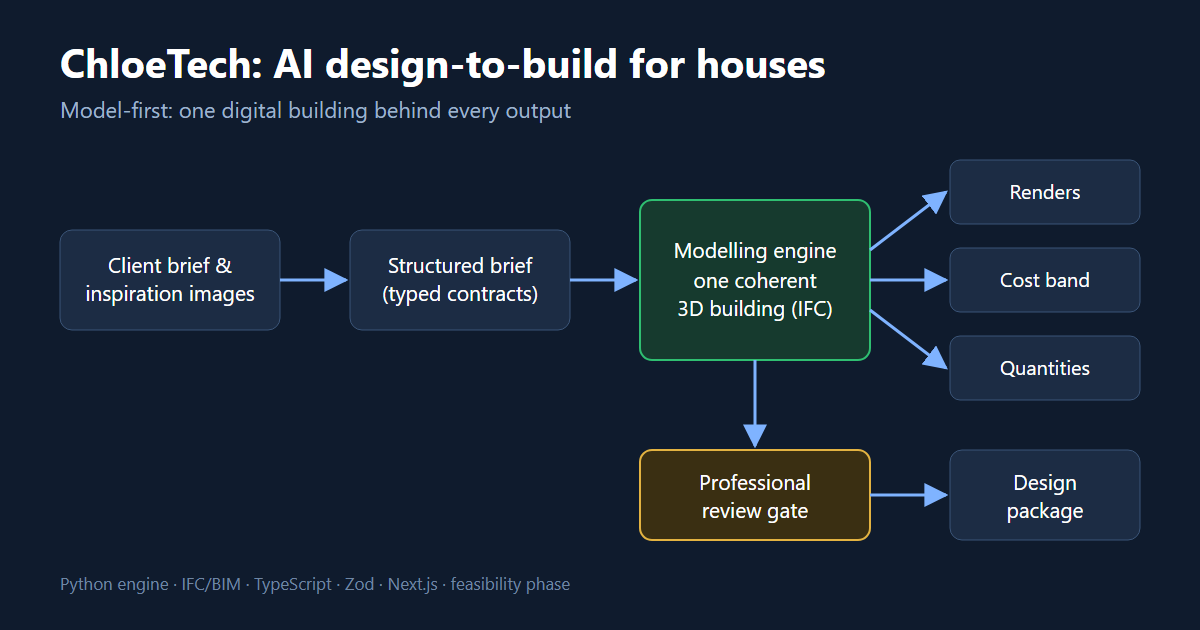 ChloeTech: AI design-to-build for houses
Model-first: one digital building behind every output
Client brief &
inspiration images
Structured brief
(typed contracts)
Modelling engine
one coherent
3D building (IFC)
Renders
Cost band
Quantities
Professional
review gate
Design
package
Python engine · IFC/BIM · TypeScript · Zod · Next.js · feasibility phase